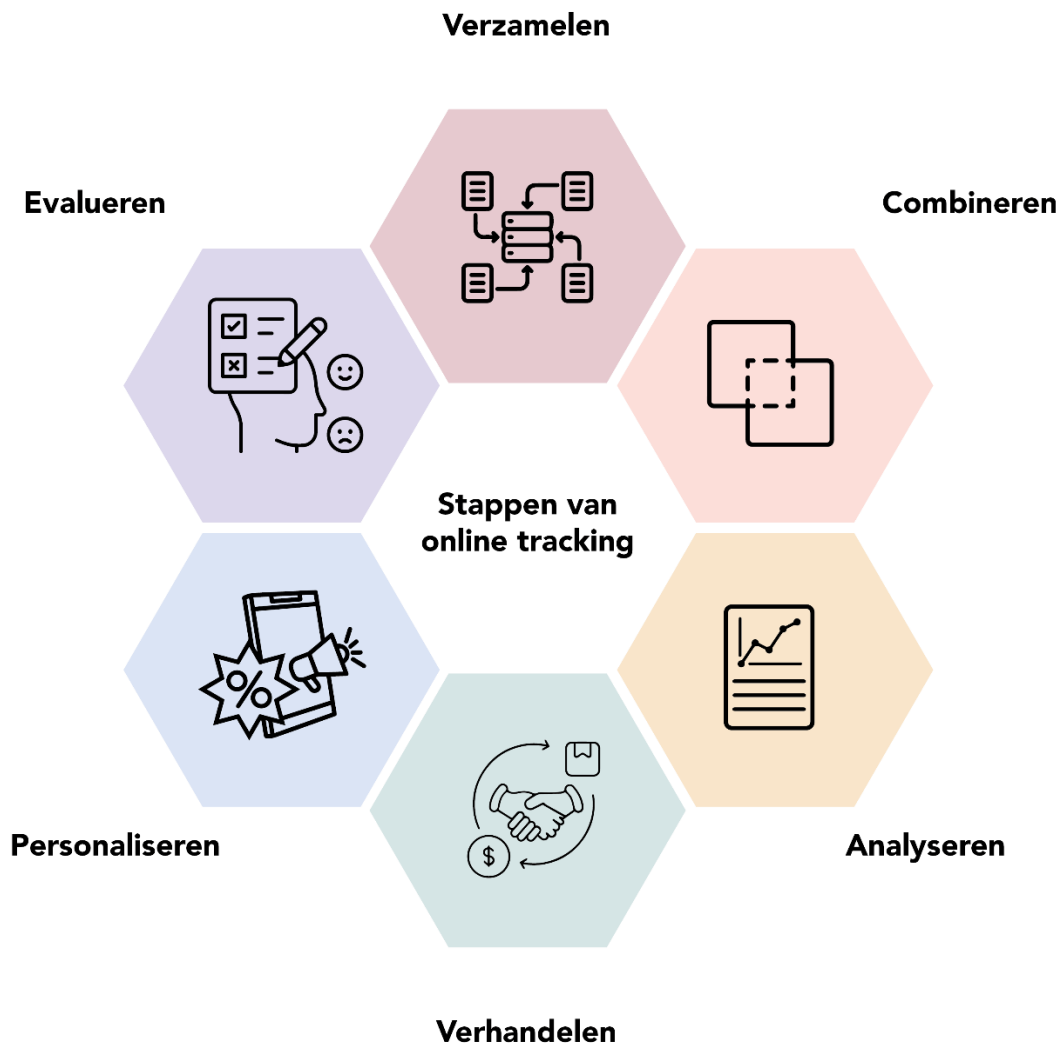 Verzamelen
Combineren
Analyseren
Verhandelen
Personaliseren
Evalueren
Stappen van
online tracking
%
$